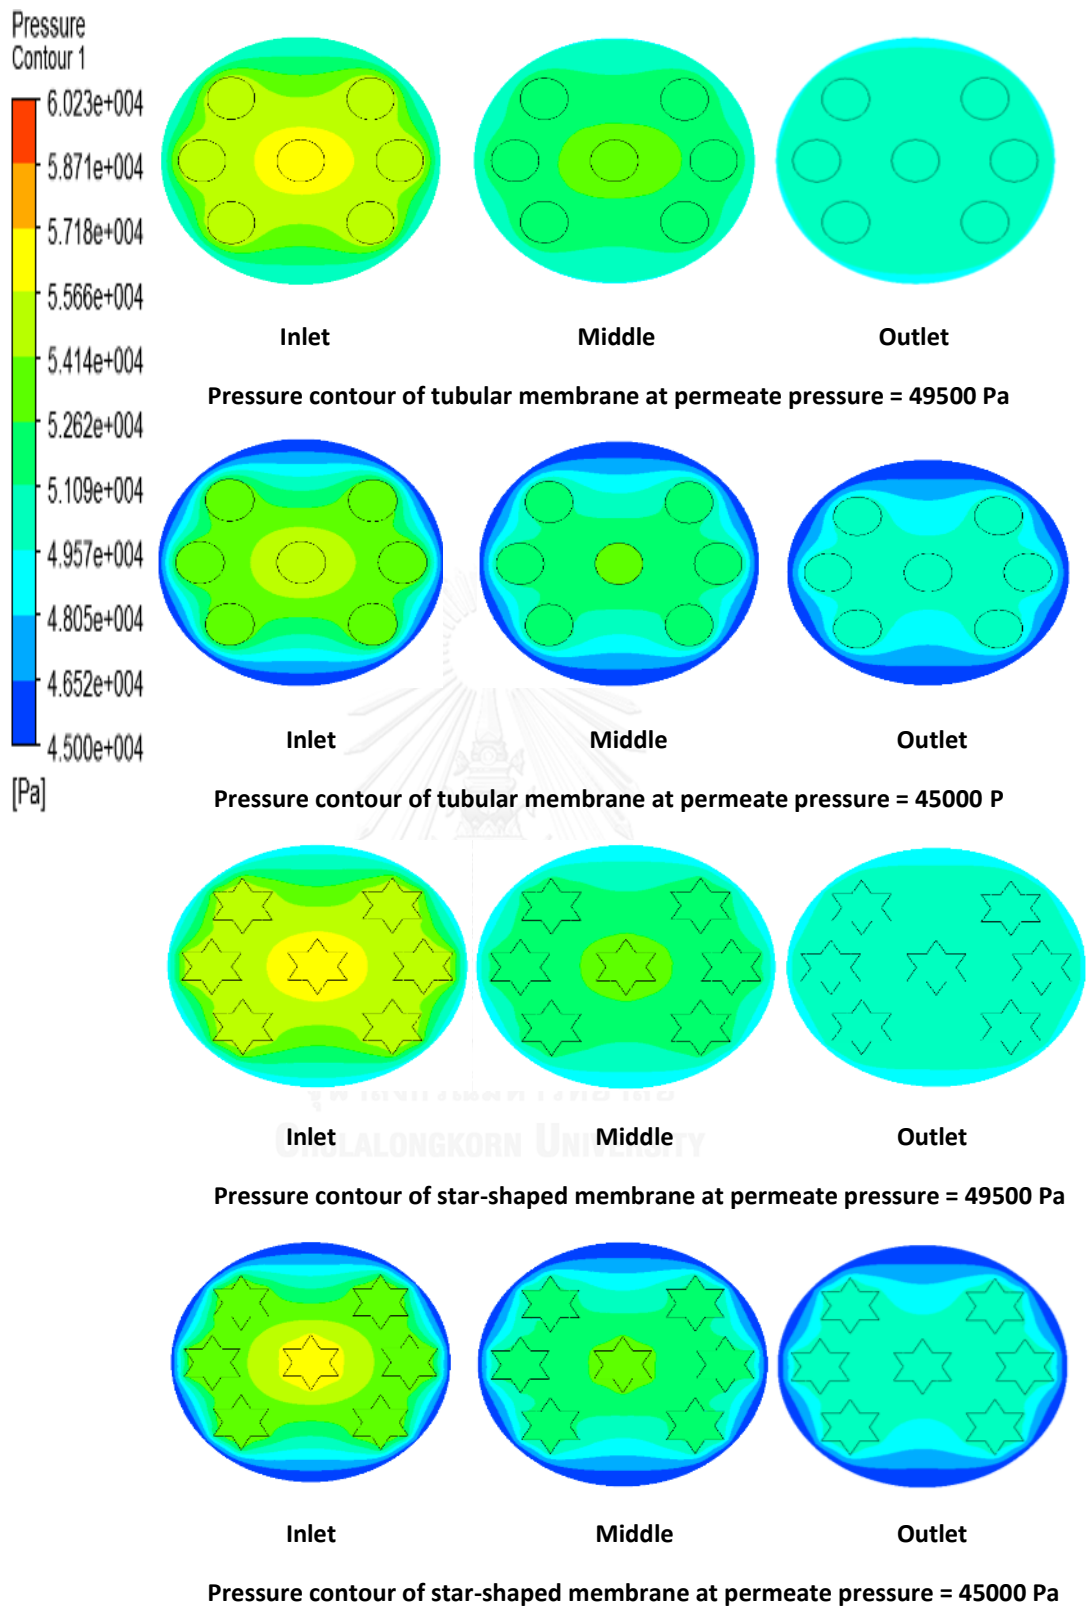 Pressure
Contour 1
6.023e+004
5.871e+004
5.718e+004
5.566e+004
5.414e+004
5.262e+004
5.109e+004
4.957e+004
4.805e+004
4.652e+004
4.500e+004
[Pa]
Inlet Middle Outlet
Pressure contour of tubular membrane at permeate pressure = 49500 Pa
Inlet Middle Outlet
Pressure contour of tubular membrane at permeate pressure = 45000 P
CHULALONGKORN UNIVERSITY
Inlet Middle Outlet
Pressure contour of star-shaped membrane at permeate pressure = 49500 Pa
Inlet Middle Outlet
Pressure contour of star-shaped membrane at permeate pressure = 45000 Pa